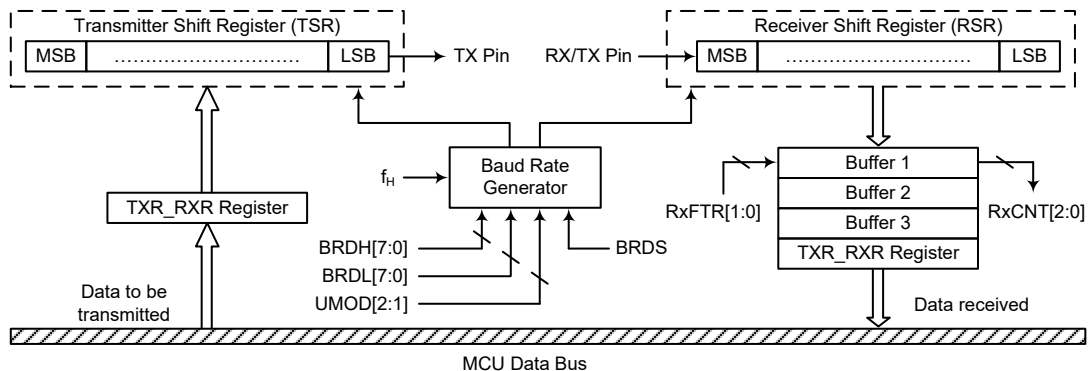 Transmitter Shift Register (TSR)
MSB ………………………… LSB
TX Pin
RX/TX Pin
Receiver Shift Register (RSR)
MSB ………………………… LSB
TXR_RXR Register
Data to be
transmitted
fH
Baud Rate
Generator
BRDH[7:0]
BRDL[7:0]
UMOD[2:1]
BRDS
RxFTR[1:0]
Buffer 1
Buffer 2
Buffer 3
TXR_RXR Register
RxCNT[2:0]
Data received
MCU Data Bus